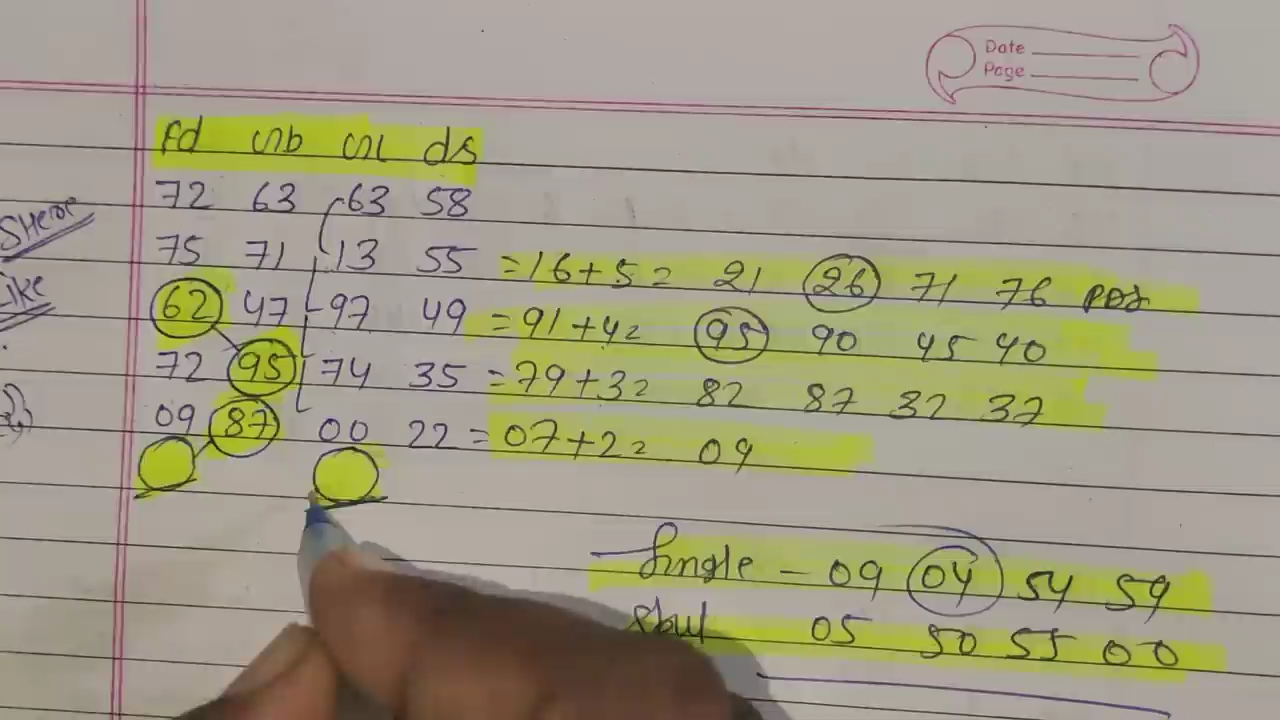 Date
Page
Fd Gb Gl ds
72 63 63 58
SHere
75 71 13 55 =16+5= 21 26 71 76
Like
62 47 97 49 =91+4= 95 90 45 40
72 95 74 35 =79+3= 82 87 32 37
09 87 00 22 =07+2= 09
Single - 09 04 54 59
05 50 55 00